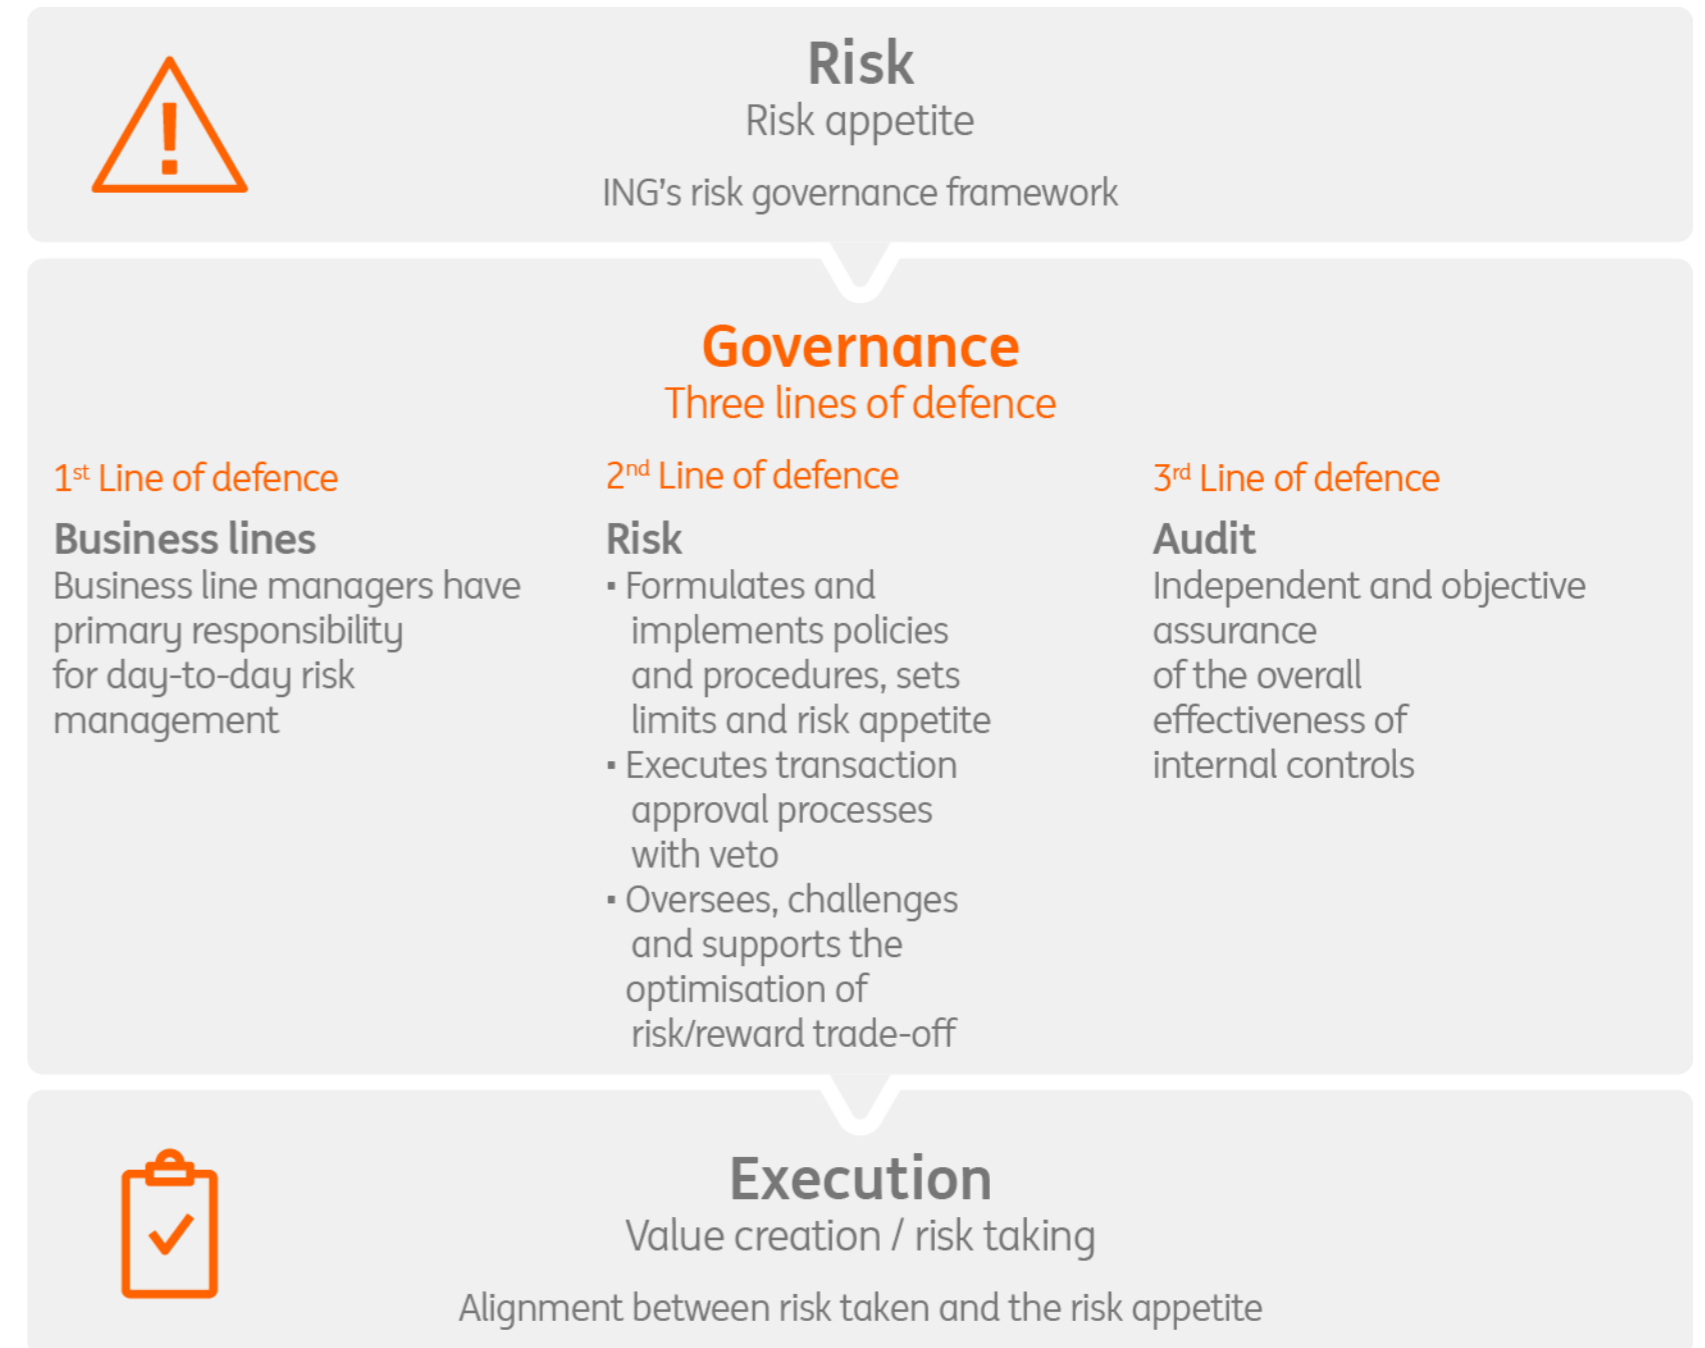 Risk
Risk appetite
ING's risk governance framework
Governance
Three lines of defence
1st Line of defence
Business lines
Business line managers have
primary responsibility
for day-to-day risk
management
2nd Line of defence
Risk
▪ Formulates and
implements policies
and procedures, sets
limits and risk appetite
▪ Executes transaction
approval processes
with veto
▪ Oversees, challenges
and supports the
optimisation of
risk/reward trade-off
3rd Line of defence
Audit
Independent and objective
assurance
of the overall
effectiveness of
internal controls
Execution
Value creation / risk taking
Alignment between risk taken and the risk appetite